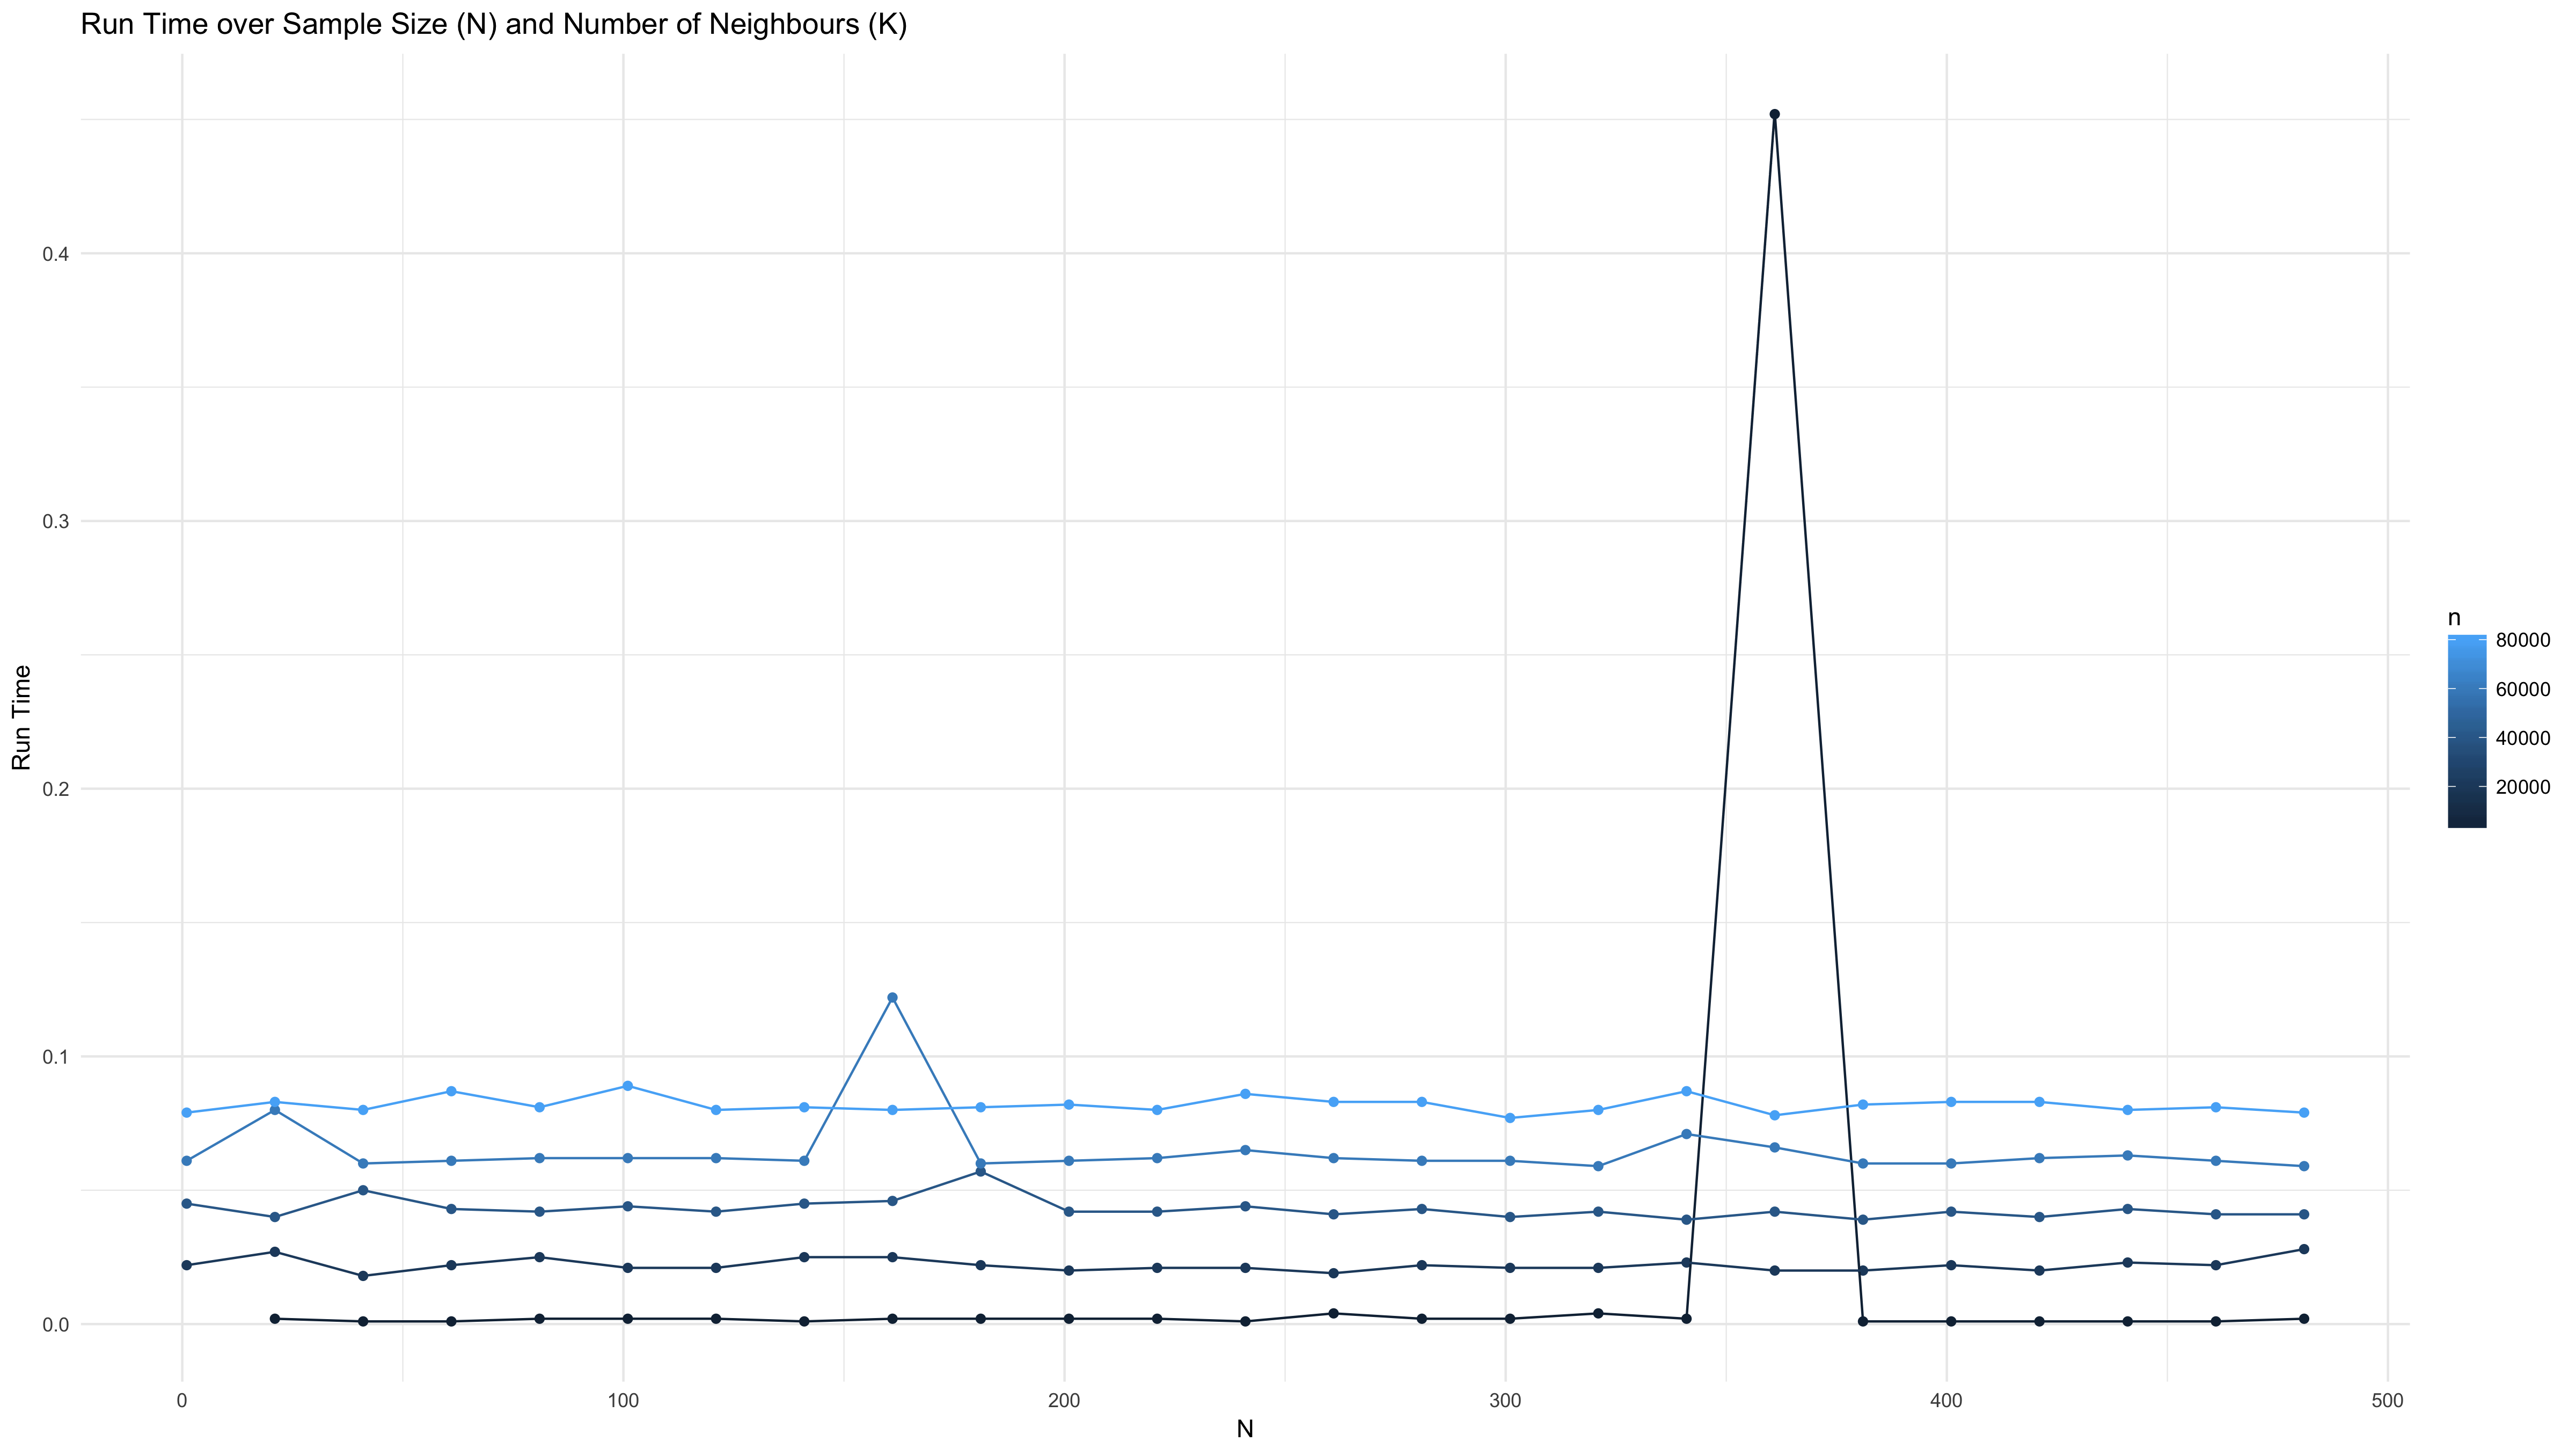 Run Time over Sample Size (N) and Number of Neighbours (K)
Run Time
0.4
0.3
0.2
0.1
0.0
0 100 200 300 400 500
N
n
80000
60000
40000
20000